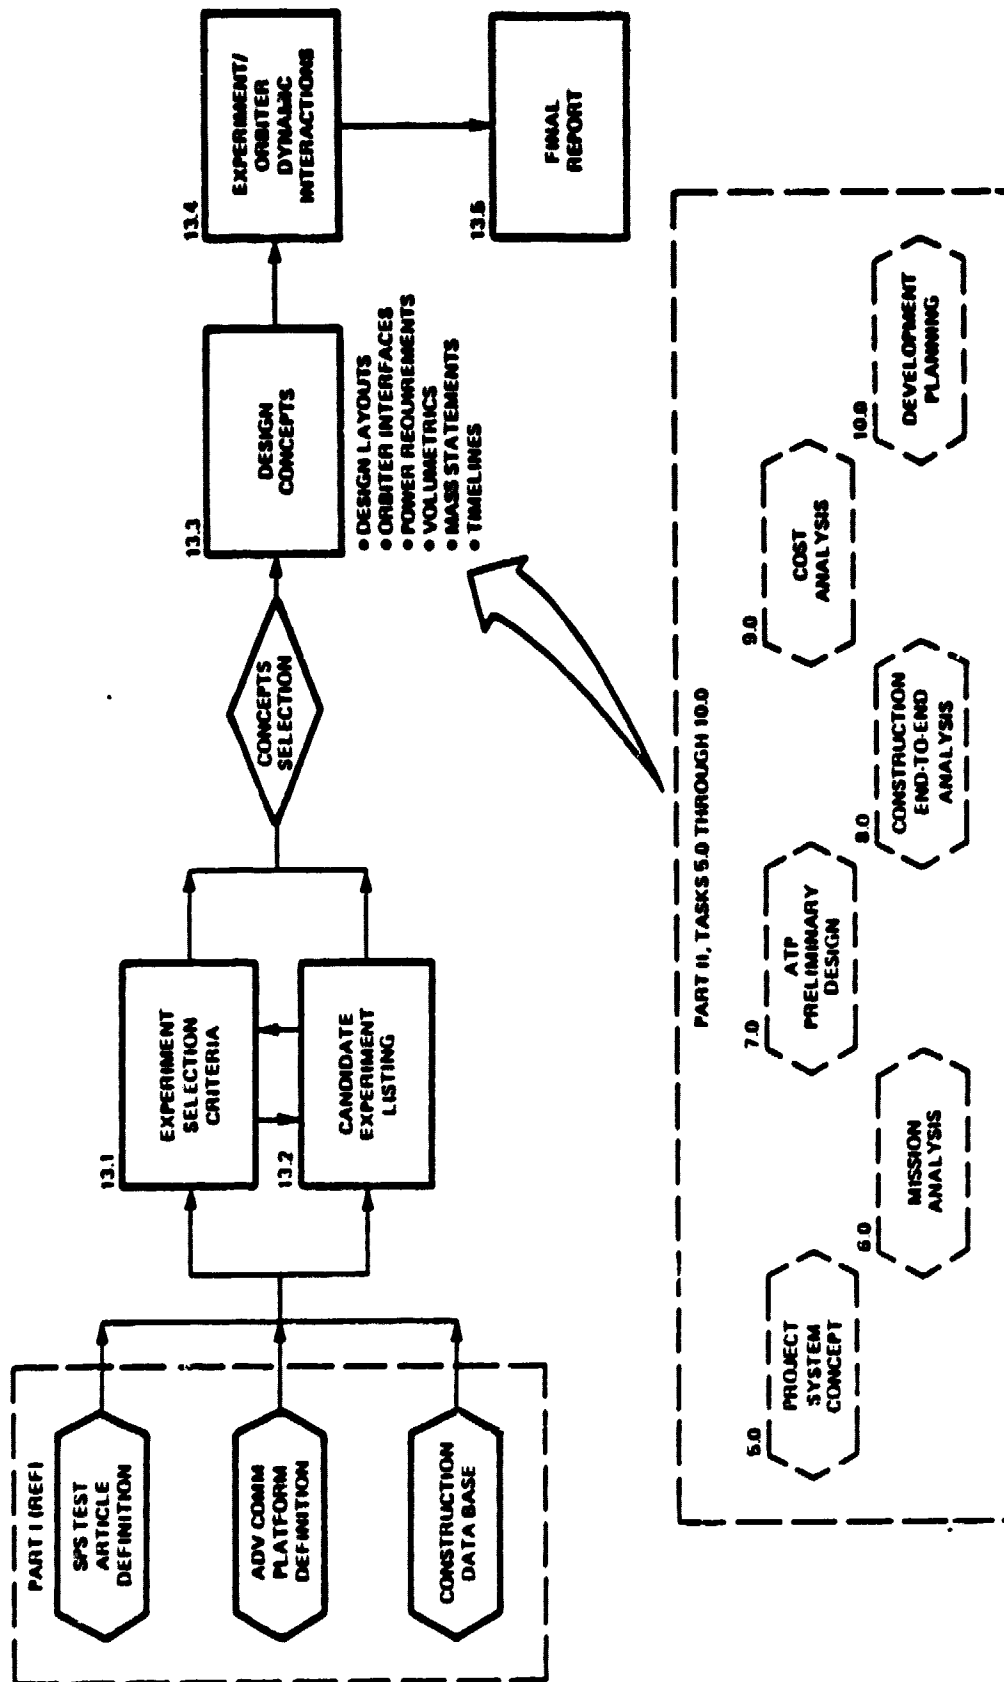 PART I (REF)
SPS TEST
ARTICLE
DEFINITION
ADV COMM
PLATFORM
DEFINITION
CONSTRUCTION
DATA BASE
13.1
EXPERIMENT
SELECTION
CRITERIA
13.2
CANDIDATE
EXPERIMENT
LISTING
CONCEPTS
SELECTION
13.3
DESIGN
CONCEPTS
• DESIGN LAYOUTS
• ORBITER INTERFACES
• POWER REQUIREMENTS
• VOLUMETRICS
• MASS STATEMENTS
• TIMELINES
13.4
EXPERIMENT/
ORBITER
DYNAMIC
INTERACTIONS
13.5
FINAL
REPORT
PART II, TASKS 5.0 THROUGH 10.0
5.0
PROJECT
SYSTEM
CONCEPT
6.0
MISSION
ANALYSIS
7.0
ATP
PRELIMINARY
DESIGN
8.0
CONSTRUCTION
END-TO-END
ANALYSIS
9.0
COST
ANALYSIS
10.0
DEVELOPMENT
PLANNING